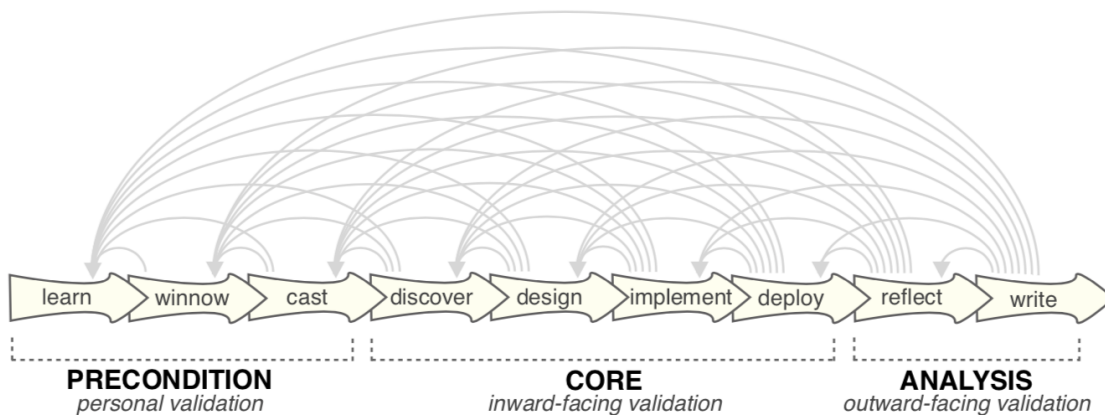 learn winnow cast discover design implement deploy reflect write
PRECONDITION CORE ANALYSIS
personal validation inward-facing validation outward-facing validation